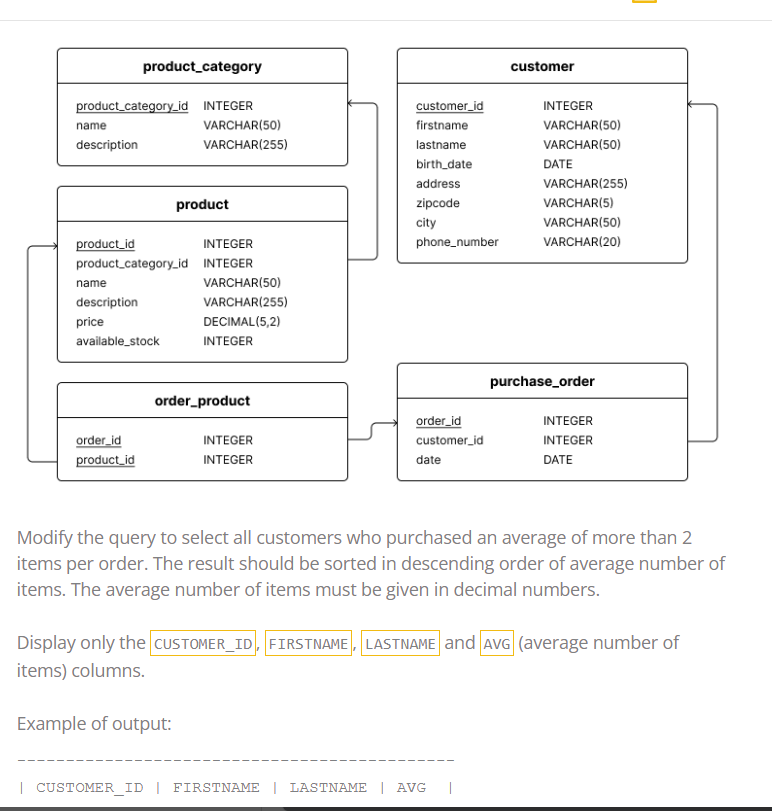 product_category
product_category_id INTEGER
name VARCHAR(50)
description VARCHAR(255)
customer
customer_id INTEGER
firstname VARCHAR(50)
lastname VARCHAR(50)
birth_date DATE
address VARCHAR(255)
zipcode VARCHAR(5)
city VARCHAR(50)
phone_number VARCHAR(20)
product
product_id INTEGER
product_category_id INTEGER
name VARCHAR(50)
description VARCHAR(255)
price DECIMAL(5,2)
available_stock INTEGER
order_product
order_id INTEGER
product_id INTEGER
purchase_order
order_id INTEGER
customer_id INTEGER
date DATE
Modify the query to select all customers who purchased an average of more than 2
items per order. The result should be sorted in descending order of average number of
items. The average number of items must be given in decimal numbers.
Display only the CUSTOMER_ID, FIRSTNAME, LASTNAME and AVG (average number of
items) columns.
Example of output:
---------------------------------------------
| CUSTOMER_ID | FIRSTNAME | LASTNAME | AVG |